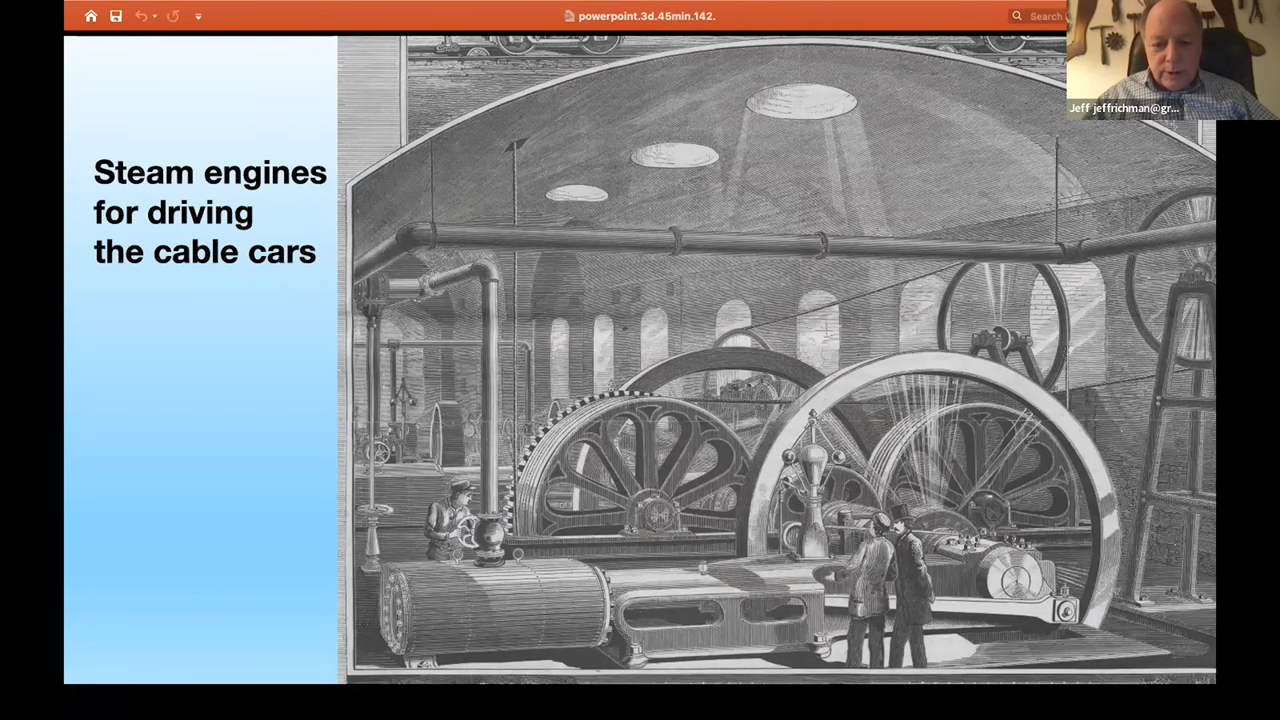 powerpoint.3d.45min.142.
Search
Jeff jeffrichman@gr...
Steam engines
for driving
the cable cars